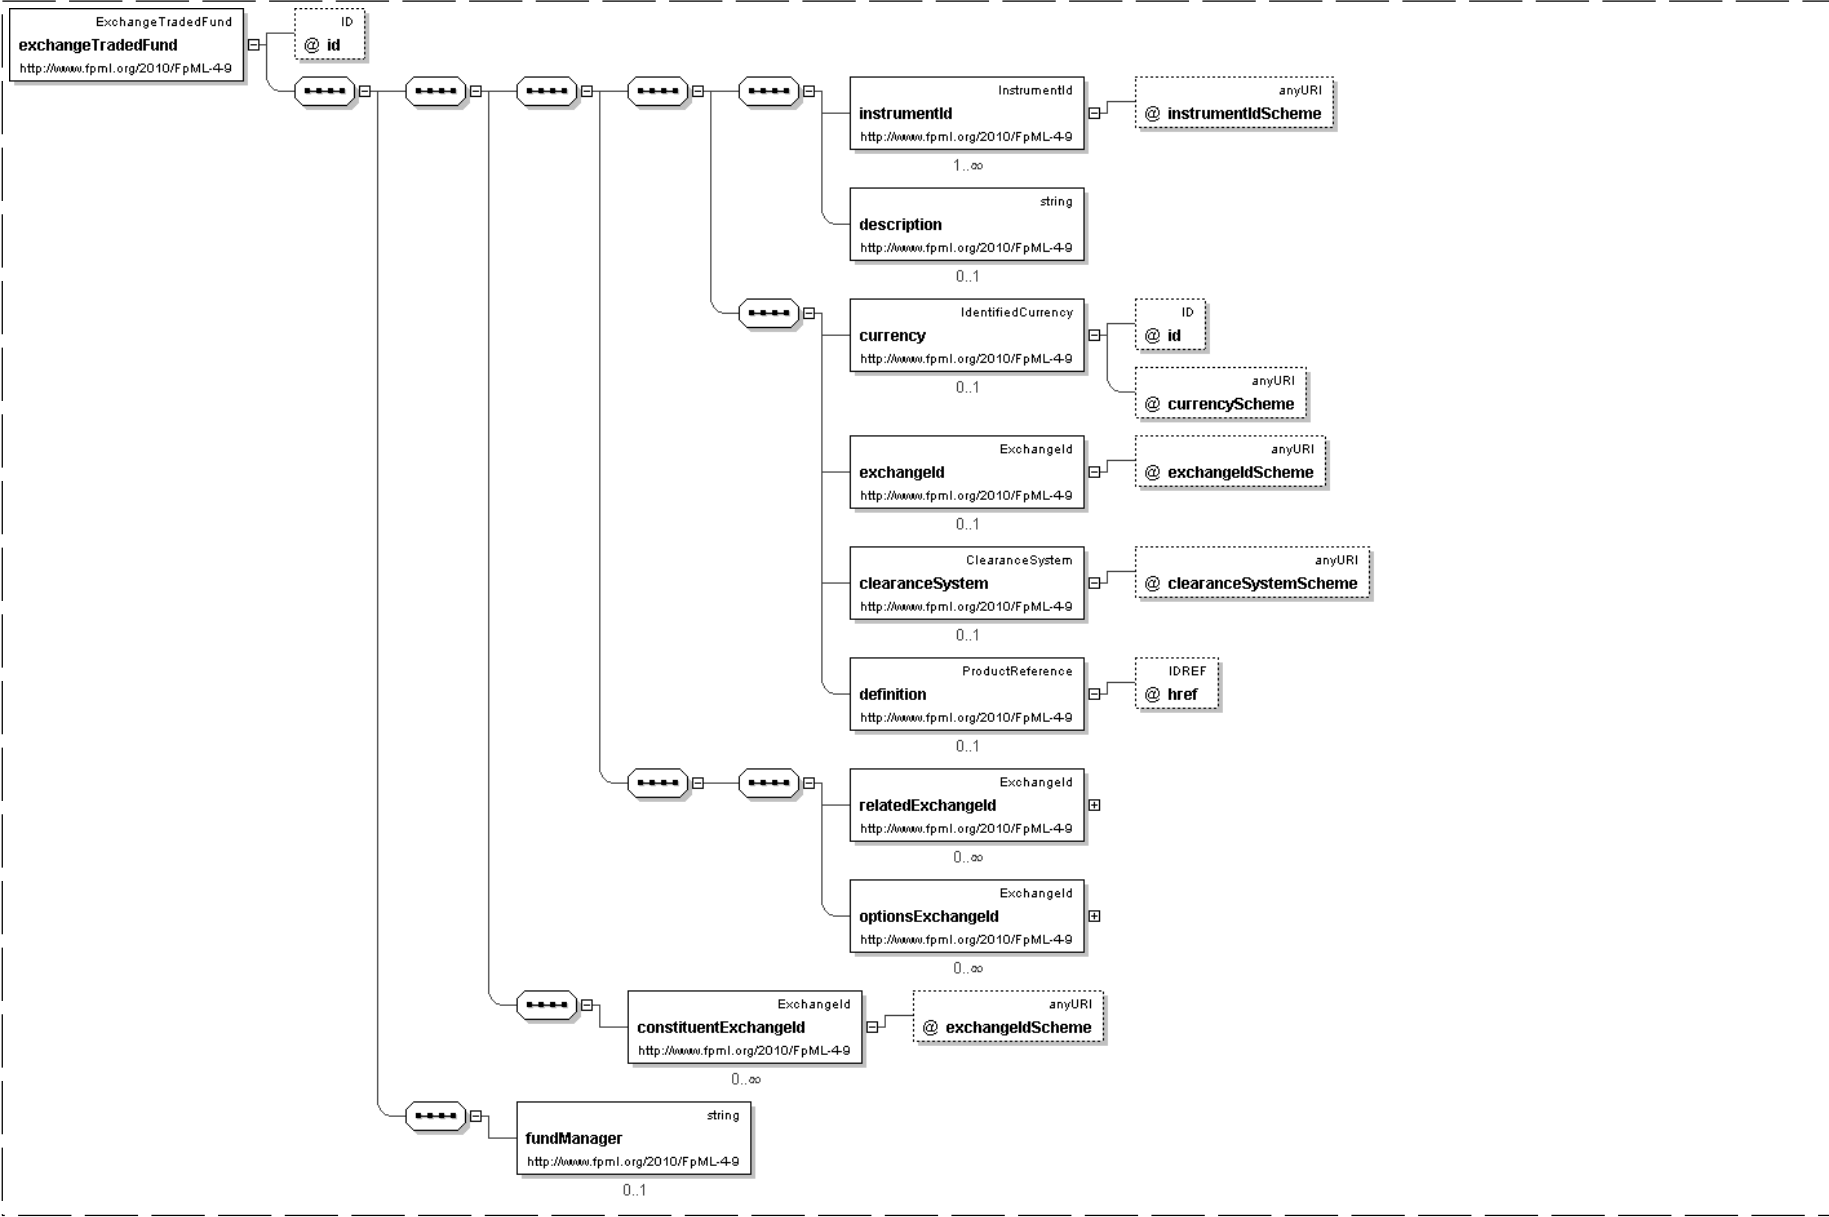 ExchangeTradedFund
exchangeTradedFund
http://www.fpml.org/2010/FpML-4-9
ID
@ id
InstrumentId
instrumentId
http://www.fpml.org/2010/FpML-4-9
1..∞
anyURI
@ instrumentIdScheme
string
description
http://www.fpml.org/2010/FpML-4-9
0..1
IdentifiedCurrency
currency
http://www.fpml.org/2010/FpML-4-9
0..1
ID
@ id
anyURI
@ currencyScheme
ExchangeId
exchangeId
http://www.fpml.org/2010/FpML-4-9
0..1
anyURI
@ exchangeIdScheme
ClearanceSystem
clearanceSystem
http://www.fpml.org/2010/FpML-4-9
0..1
anyURI
@ clearanceSystemScheme
ProductReference
definition
http://www.fpml.org/2010/FpML-4-9
0..1
IDREF
@ href
ExchangeId
relatedExchangeId
http://www.fpml.org/2010/FpML-4-9
0..∞
ExchangeId
optionsExchangeId
http://www.fpml.org/2010/FpML-4-9
0..∞
ExchangeId
constituentExchangeId
http://www.fpml.org/2010/FpML-4-9
0..∞
anyURI
@ exchangeIdScheme
string
fundManager
http://www.fpml.org/2010/FpML-4-9
0..1